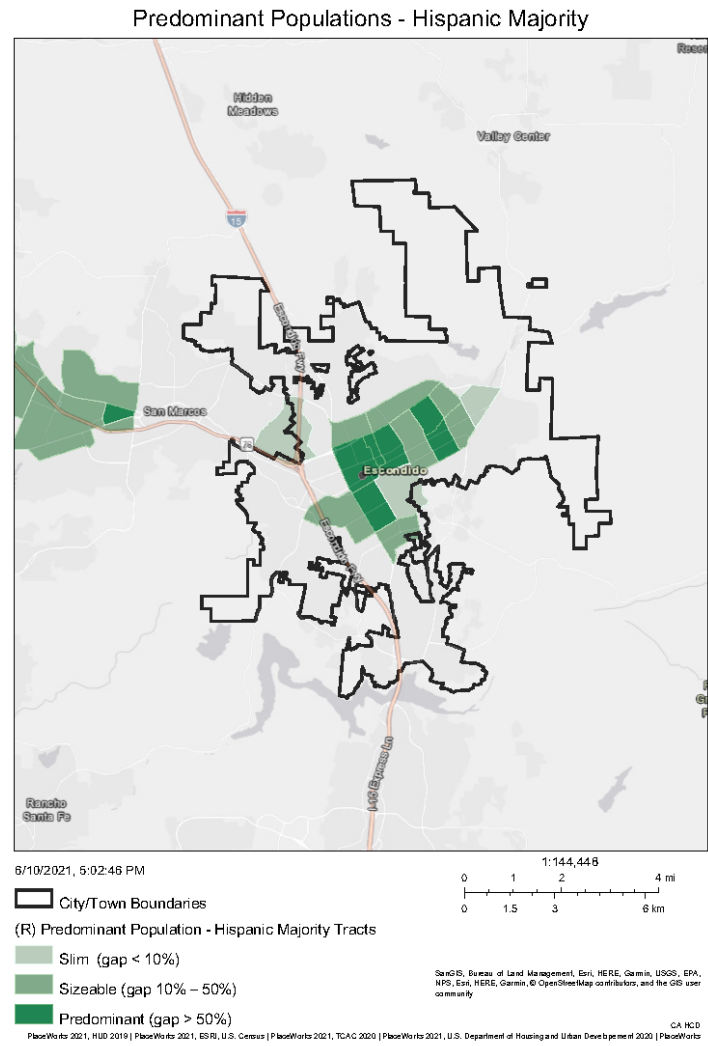 Predominant Populations - Hispanic Majority
Hidden
Meadows
Valley Center
15
Escondido Fwy
San Marcos
78
Escondido
I-15 Express Ln
Rancho
Santa Fe
6/10/2021, 5:02:46 PM
City/Town Boundaries
(R) Predominant Population - Hispanic Majority Tracts
Slim (gap < 10%)
Sizeable (gap 10% – 50%)
Predominant (gap > 50%)
1:144,448
0 1 2 4 mi
0 1.5 3 6 km
SanGIS, Bureau of Land Management, Esri, HERE, Garmin, USGS, EPA,
NPS, Esri, HERE, Garmin, © OpenStreetMap contributors, and the GIS user
community
CA HCD
PlaceWorks 2021, HUD 2019 | PlaceWorks 2021, ESRI, U.S. Census | PlaceWorks 2021, TCAC 2020 | PlaceWorks 2021, U.S. Department of Housing and Urban Developement 2020 | PlaceWorks